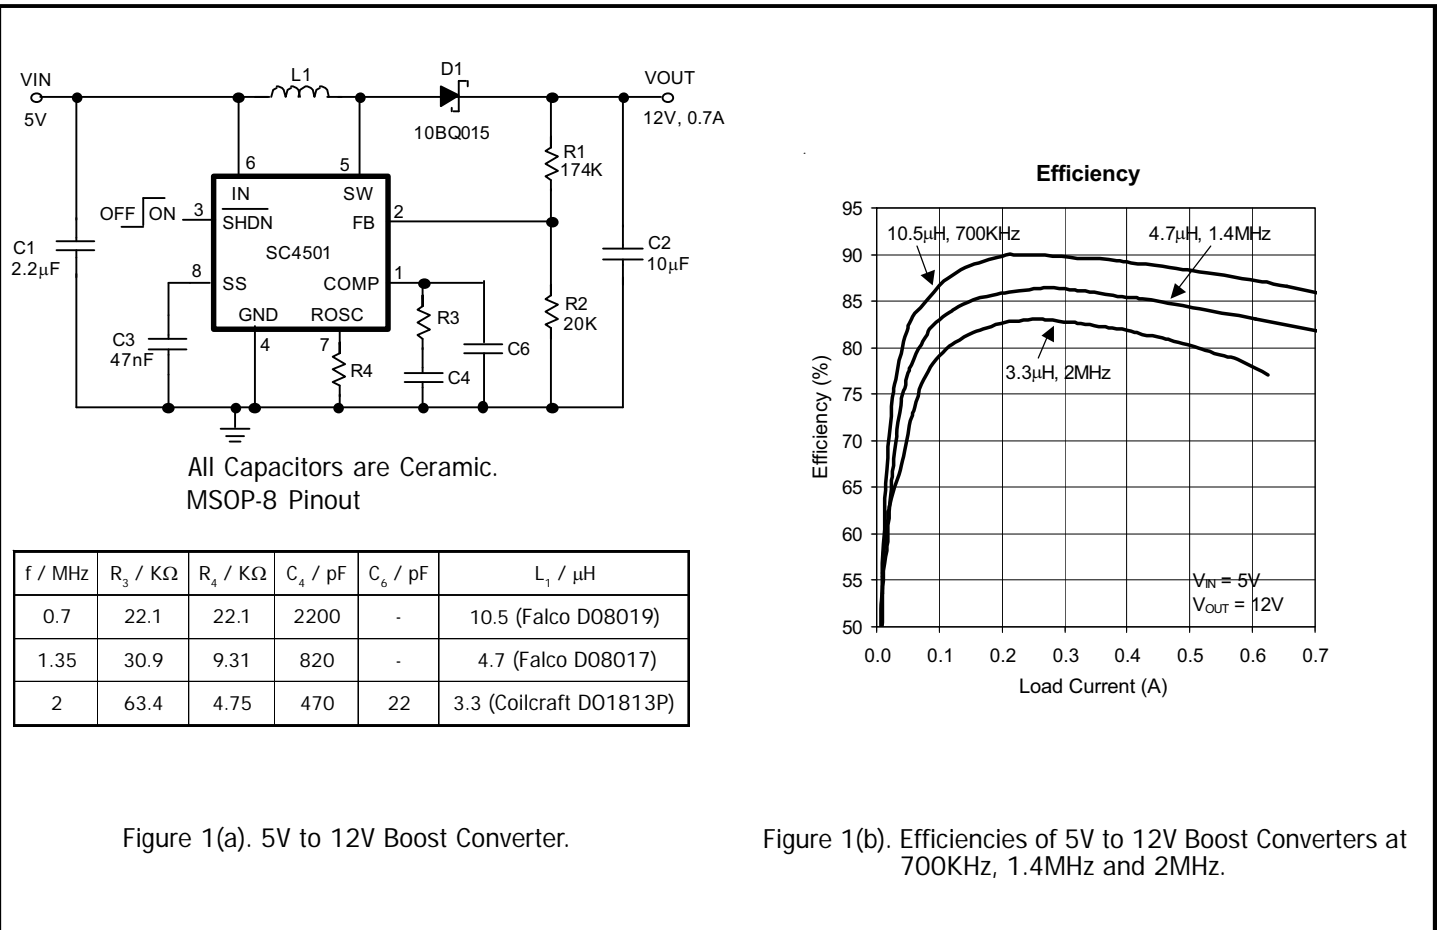 VIN
5V
L1
D1
10BQ015
VOUT
12V, 0.7A
R1
174K
6
5
IN
SW
OFF
ON
3
SHDN
FB
2
SC4501
C1
2.2μF
C2
10μF
8
SS
COMP
1
GND
ROSC
4
7
C3
47nF
R3
R4
C4
C6
R2
20K
All Capacitors are Ceramic.
MSOP-8 Pinout
f / MHz R3 / KΩ R4 / KΩ C4 / pF C6 / pF L1 / μH
0.7 22.1 22.1 2200 - 10.5 (Falco D08019)
1.35 30.9 9.31 820 - 4.7 (Falco D08017)
2 63.4 4.75 470 22 3.3 (Coilcraft DO1813P)
Figure 1(a). 5V to 12V Boost Converter.
Efficiency
95
90
85
80
75
70
65
60
55
50
Efficiency (%)
10.5μH, 700KHz
4.7μH, 1.4MHz
3.3μH, 2MHz
VIN = 5V
VOUT = 12V
0.0 0.1 0.2 0.3 0.4 0.5 0.6 0.7
Load Current (A)
Figure 1(b). Efficiencies of 5V to 12V Boost Converters at
700KHz, 1.4MHz and 2MHz.